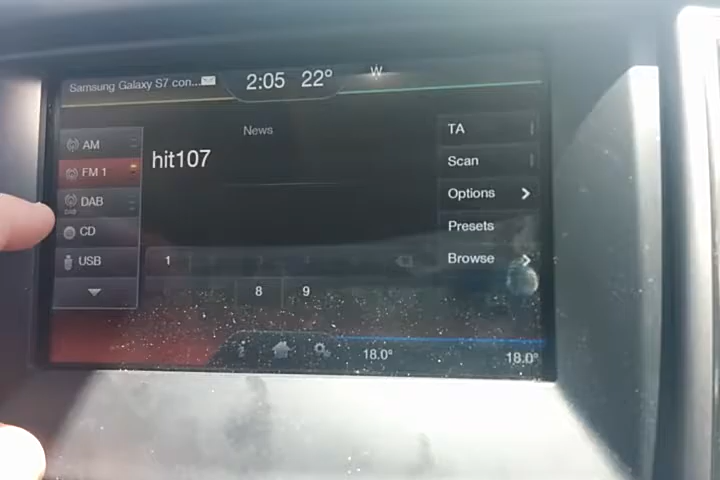 Samsung Galaxy S7 con...
2:05 22°
W
AM
FM 1
DAB
DAB
CD
USB
News
hit107
TA
Scan
Options
Presets
Browse
1
8 9
i
18.0°
18.0°